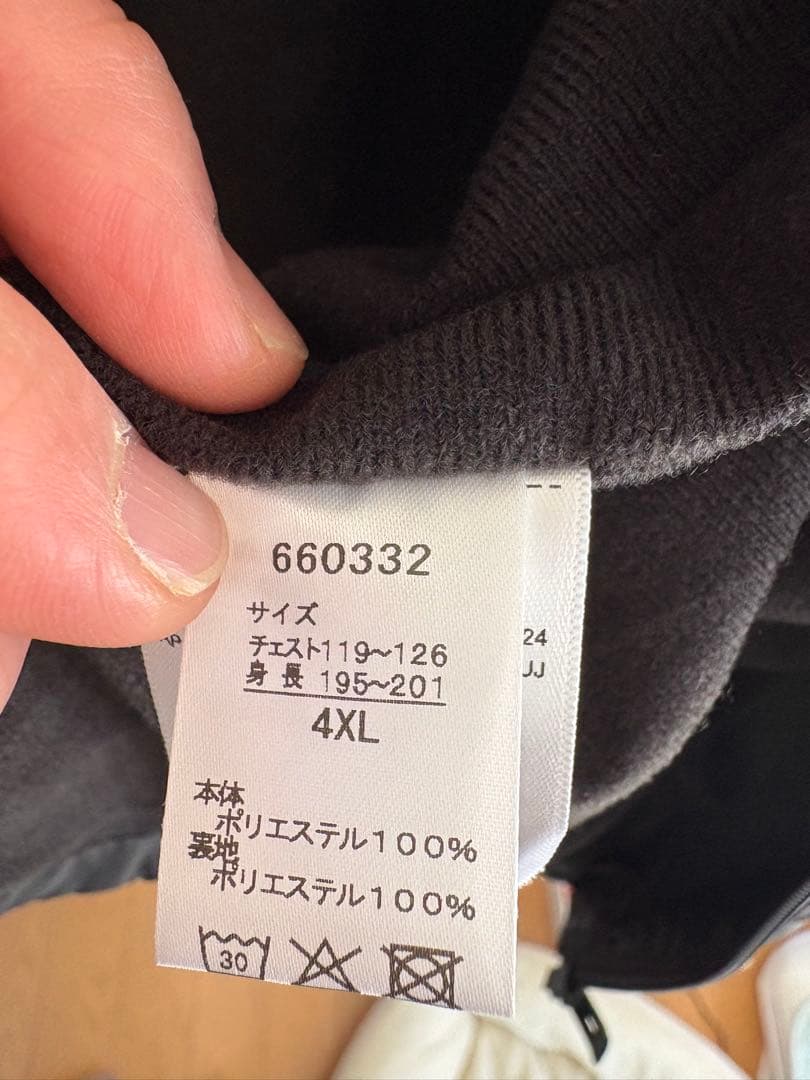 660332
サイズ
チェスト119～126
身長 195～201
4XL
本体
ポリエステル100%
裏地
ポリエステル100%
30
24
JJ